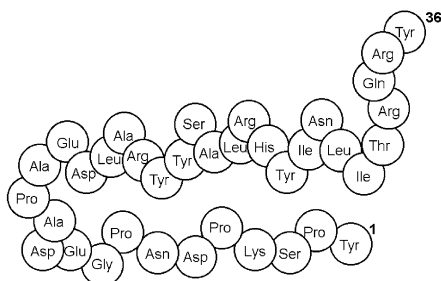 36
Tyr
Arg
Gln
Arg
Thr
Ile
Leu
Asn
Ile
Tyr
His
Arg
Leu
Ala
Ser
Tyr
Tyr
Arg
Ala
Leu
Asp
Glu
Ala
Pro
Ala
Asp
Glu
Gly
Pro
Asn
Asp
Pro
Lys
Ser
Pro
Tyr
1